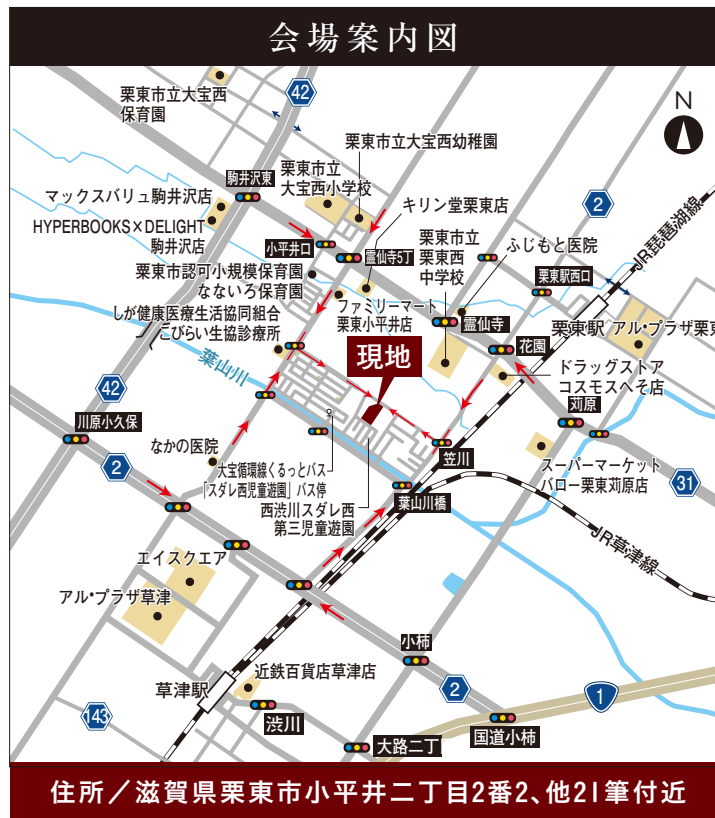 会場案内図
栗東市立大宝西
保育園
42
N
栗東市立大宝西幼稚園
駒井沢東
栗東市立
大宝西小学校
2
マックスバリュ駒井沢店
キリン堂栗東店
HYPERBOOKS×DELIGHT
駒井沢店
小平井口
霊仙寺5丁
栗東市立
栗東西
中学校
ふじもと医院
JR琵琶湖線
栗東駅西口
栗東市認可小規模保育園
なないろ保育園
ファミリーマート
栗東小平井店
霊仙寺
栗東駅
アル・プラザ栗東
しが健康医療生活協同組合
こびらい生協診療所
現地
花園
ドラッグストア
コスモスへそ店
葉山川
42
苅原
川原小久保
なかの医院
2
大宝循環線くるっとバス
「スダレ西児童遊園」バス停
笠川
スーパーマーケット
バロー栗東苅原店
31
西渋川スダレ西
第三児童遊園
葉山川橋
JR草津線
エイスクエア
アル・プラザ草津
小柿
草津駅
近鉄百貨店草津店
2
1
143
渋川
国道小柿
大路二丁
住所／滋賀県栗東市小平井二丁目2番2、他21筆付近